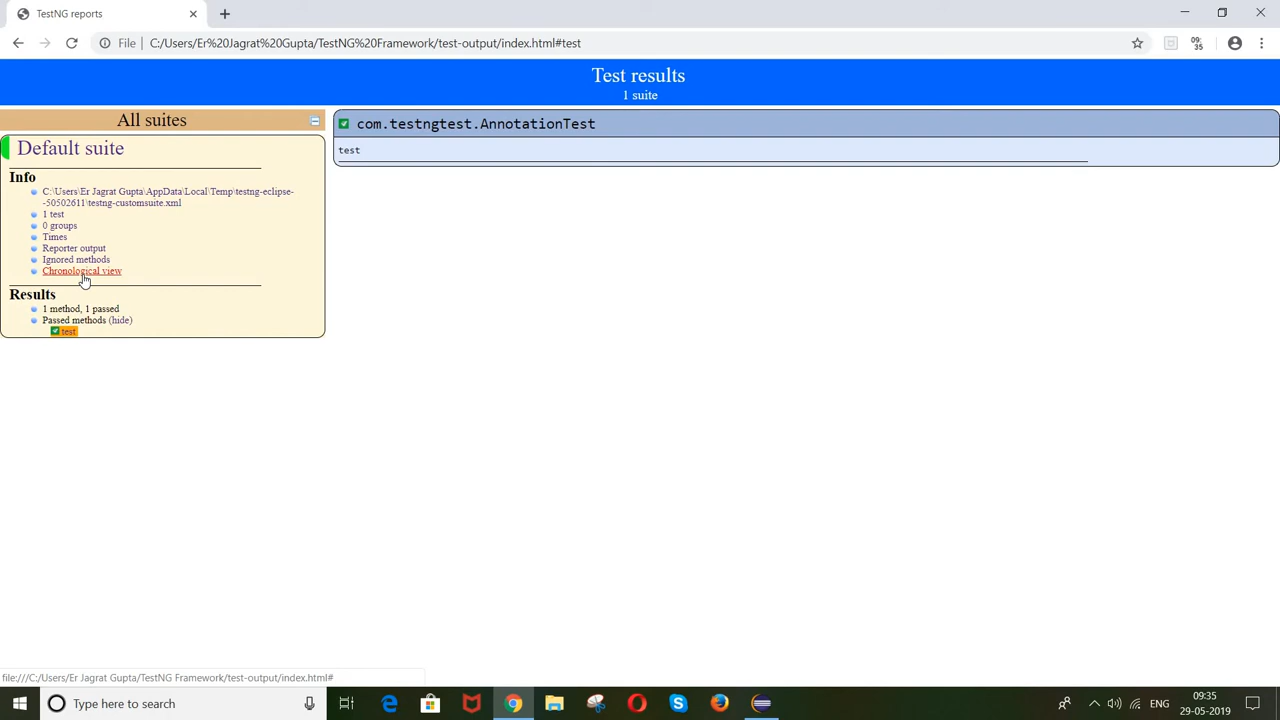 TestNG reports
File
C:/Users/Er%20Jagrat%20Gupta/TestNG%20Framework/test-output/index.html#test
09:
35
Test results
1 suite
All suites
Default suite
Info
C:\Users\Er Jagrat Gupta\AppData\Local\Temp\testng-eclipse-
-50502611\testng-customsuite.xml
1 test
0 groups
Times
Reporter output
Ignored methods
Chronological view
Results
1 method, 1 passed
Passed methods (hide)
test
com.testngtest.AnnotationTest
test
file:///C:/Users/Er Jagrat Gupta/TestNG Framework/test-output/index.html#
Type here to search
ENG
09:35
29-05-2019